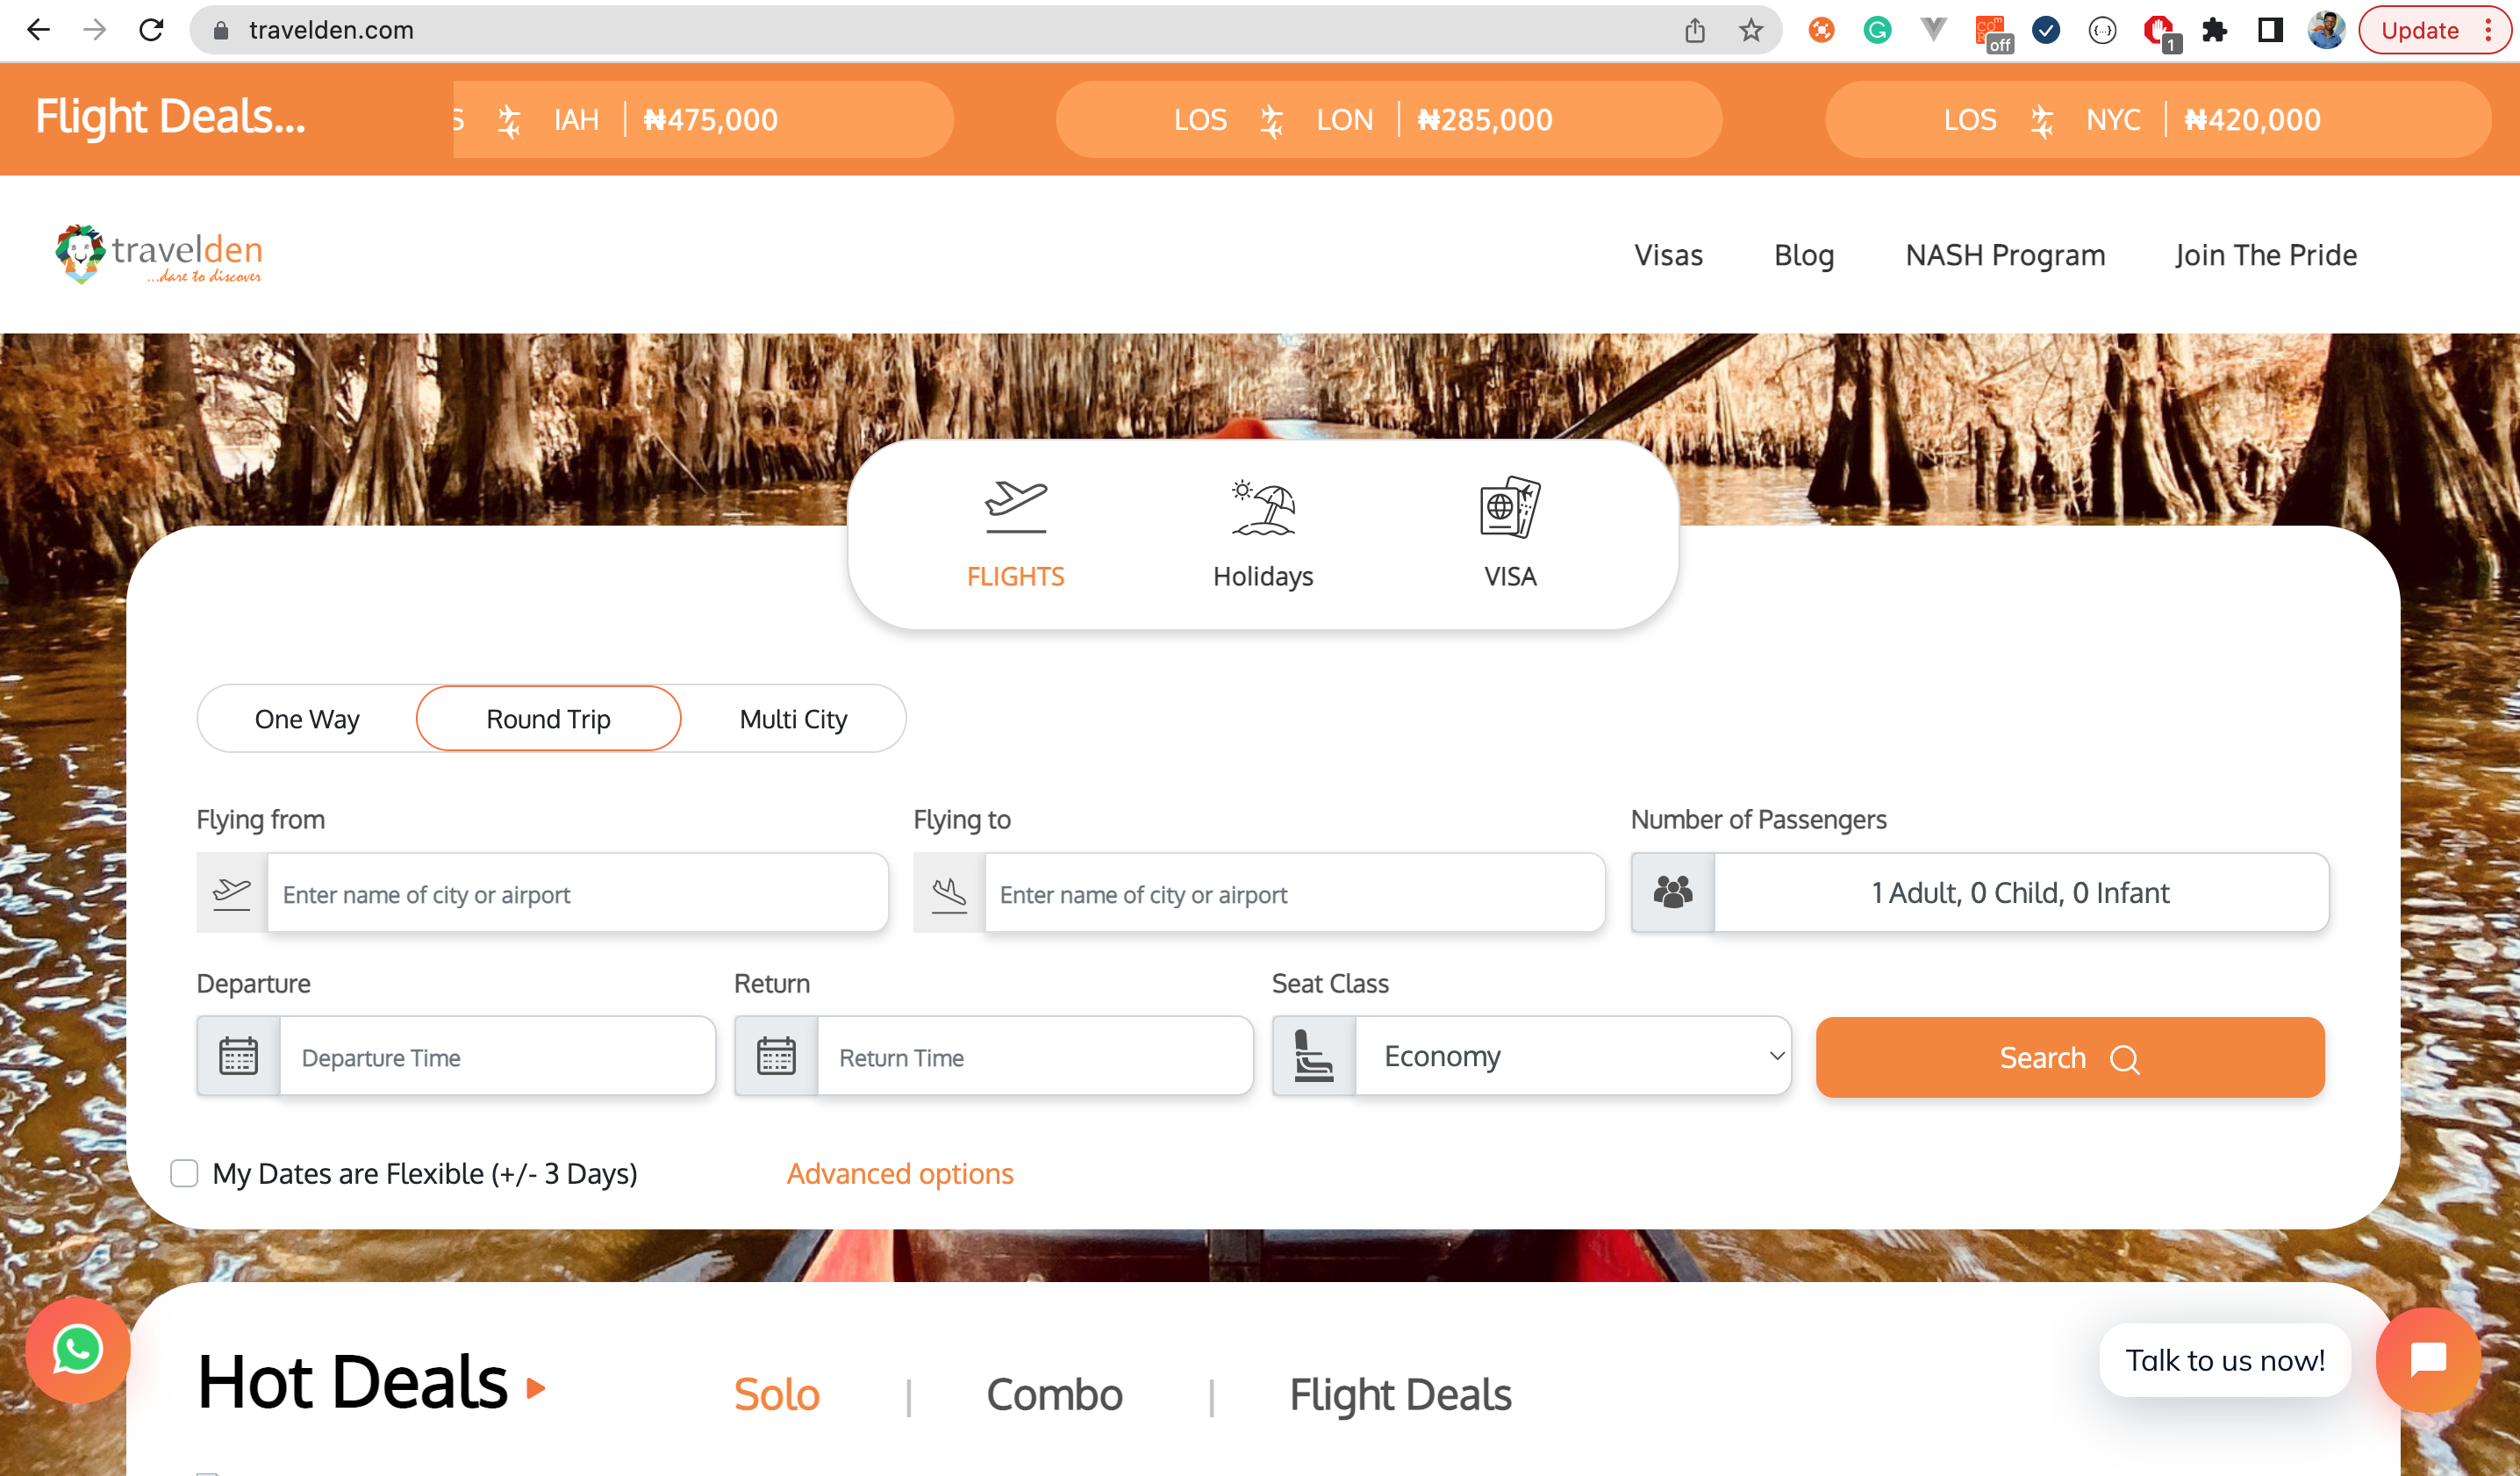 travelden.com
off
1
Update
Flight Deals...
S IAH | ₦475,000
LOS LON | ₦285,000
LOS NYC | ₦420,000
travelden
...dare to discover
Visas
Blog
NASH Program
Join The Pride
FLIGHTS
Holidays
VISA
One Way
Round Trip
Multi City
Flying from
Flying to
Number of Passengers
Enter name of city or airport
Enter name of city or airport
1 Adult, 0 Child, 0 Infant
Departure
Return
Seat Class
Departure Time
Return Time
Economy
Search
My Dates are Flexible (+/- 3 Days)
Advanced options
Hot Deals
Solo | Combo | Flight Deals
Talk to us now!